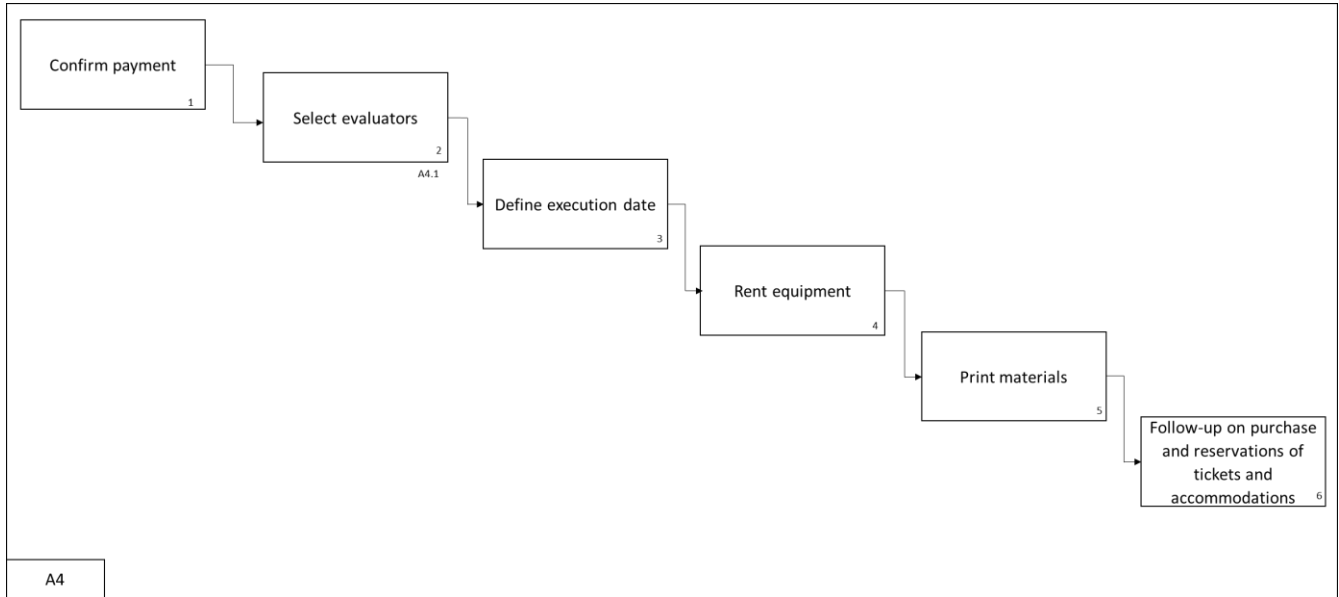 Confirm payment
1
Select evaluators
2
A4.1
Define execution date
3
Rent equipment
4
Print materials
5
Follow-up on purchase
and reservations of
tickets and
accommodations
6
A4